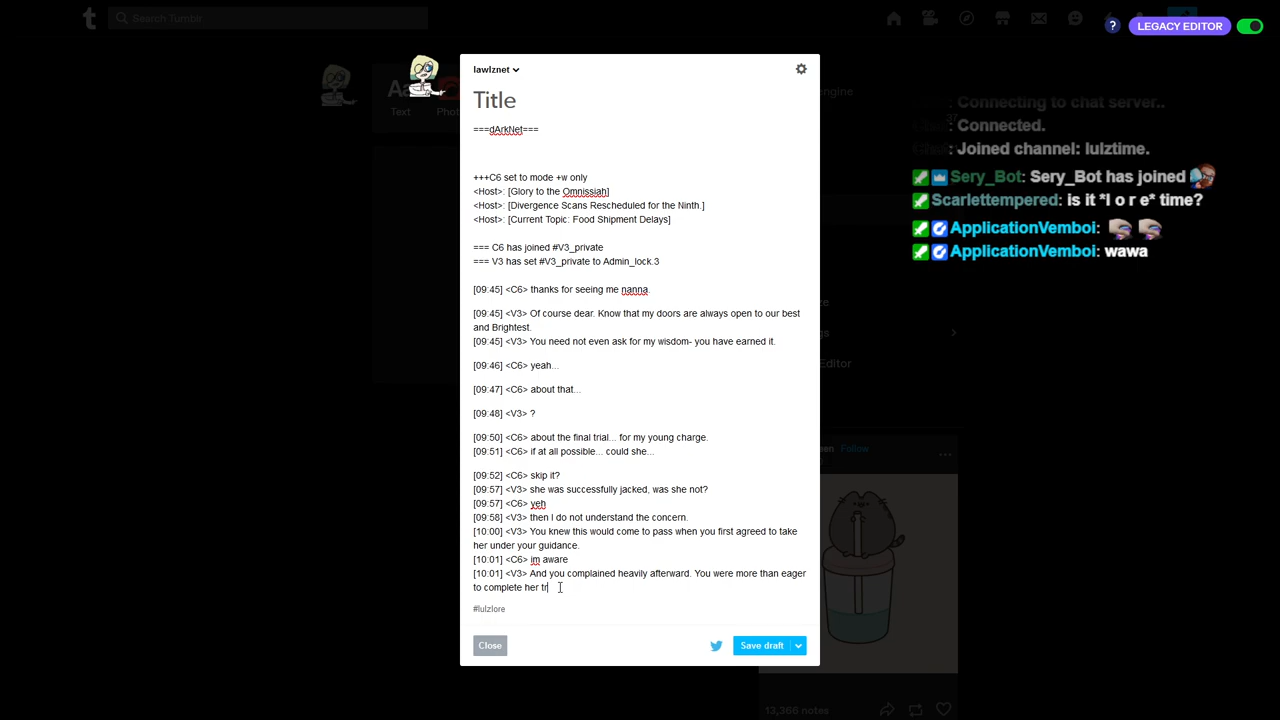 Search Tumblr
? LEGACY EDITOR
lawlznet
Title
===dArkNet===
+++C6 set to mode +w only
<Host>: [Glory to the Omnissiah]
<Host>: [Divergence Scans Rescheduled for the Ninth.]
<Host>: [Current Topic: Food Shipment Delays]
=== C6 has joined #V3_private
=== V3 has set #V3_private to Admin_lock.3
[09:45] <C6> thanks for seeing me nanna.
[09:45] <V3> Of course dear. Know that my doors are always open to our best
and Brightest.
[09:45] <V3> You need not even ask for my wisdom- you have earned it.
[09:46] <C6> yeah...
[09:47] <C6> about that...
[09:48] <V3> ?
[09:50] <C6> about the final trial... for my young charge.
[09:51] <C6> if at all possible... could she...
[09:52] <C6> skip it?
[09:57] <V3> she was successfully jacked, was she not?
[09:57] <C6> yeh
[09:58] <V3> then I do not understand the concern.
[10:00] <V3> You knew this would come to pass when you first agreed to take
her under your guidance.
[10:01] <C6> im aware
[10:01] <V3> And you complained heavily afterward. You were more than eager
to complete her tr
#lulzlore
Close
Save draft
Text
Connecting to chat server..
Connected.
Joined channel: lulztime.
Sery_Bot: Sery_Bot has joined
Scarlettempered: is it *l o r e* time?
ApplicationVemboi:
ApplicationVemboi: wawa
Editor
Follow
13,366 notes